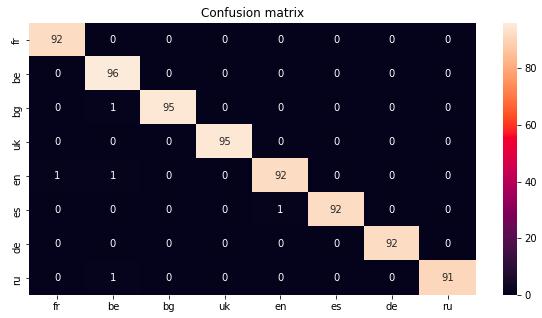 Confusion matrix
fr 92 0 0 0 0 0 0 0
be 0 96 0 0 0 0 0 0
bg 0 1 95 0 0 0 0 0
uk 0 0 0 95 0 0 0 0
en 1 1 0 0 92 0 0 0
es 0 0 0 0 1 92 0 0
de 0 0 0 0 0 0 92 0
ru 0 1 0 0 0 0 0 91
fr be bg uk en es de ru
80
60
40
20
0